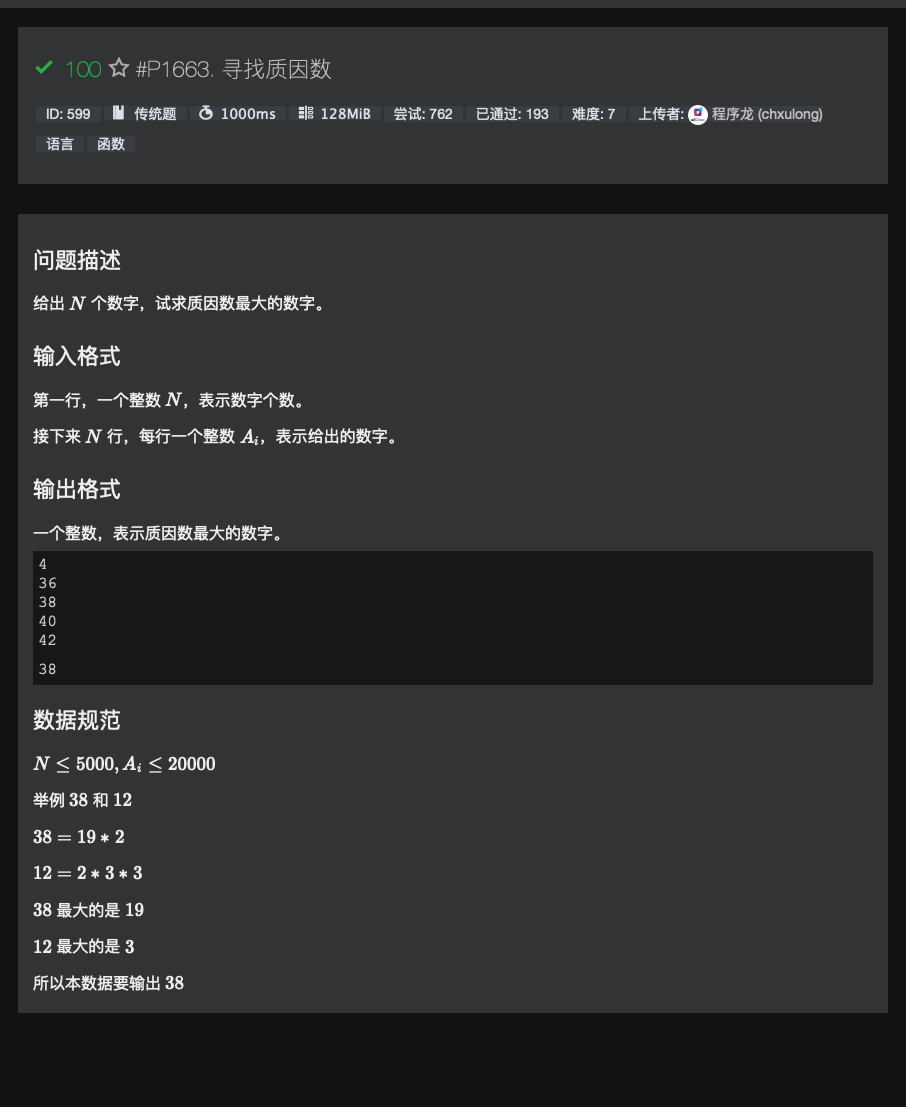 100 #P1663. 寻找质因数
ID: 599 传统题 1000ms 128MiB 尝试: 762 已通过: 193 难度: 7 上传者: 程序龙 (chxulong)
语言 函数
问题描述
给出 N 个数字，试求质因数最大的数字。
输入格式
第一行，一个整数 N，表示数字个数。
接下来 N 行，每行一个整数 Aᵢ，表示给出的数字。
输出格式
一个整数，表示质因数最大的数字。
4
36
38
40
42
38
数据规范
N ≤ 5000, Aᵢ ≤ 20000
举例 38 和 12
38 = 19 * 2
12 = 2 * 3 * 3
38 最大的是 19
12 最大的是 3
所以本数据要输出 38